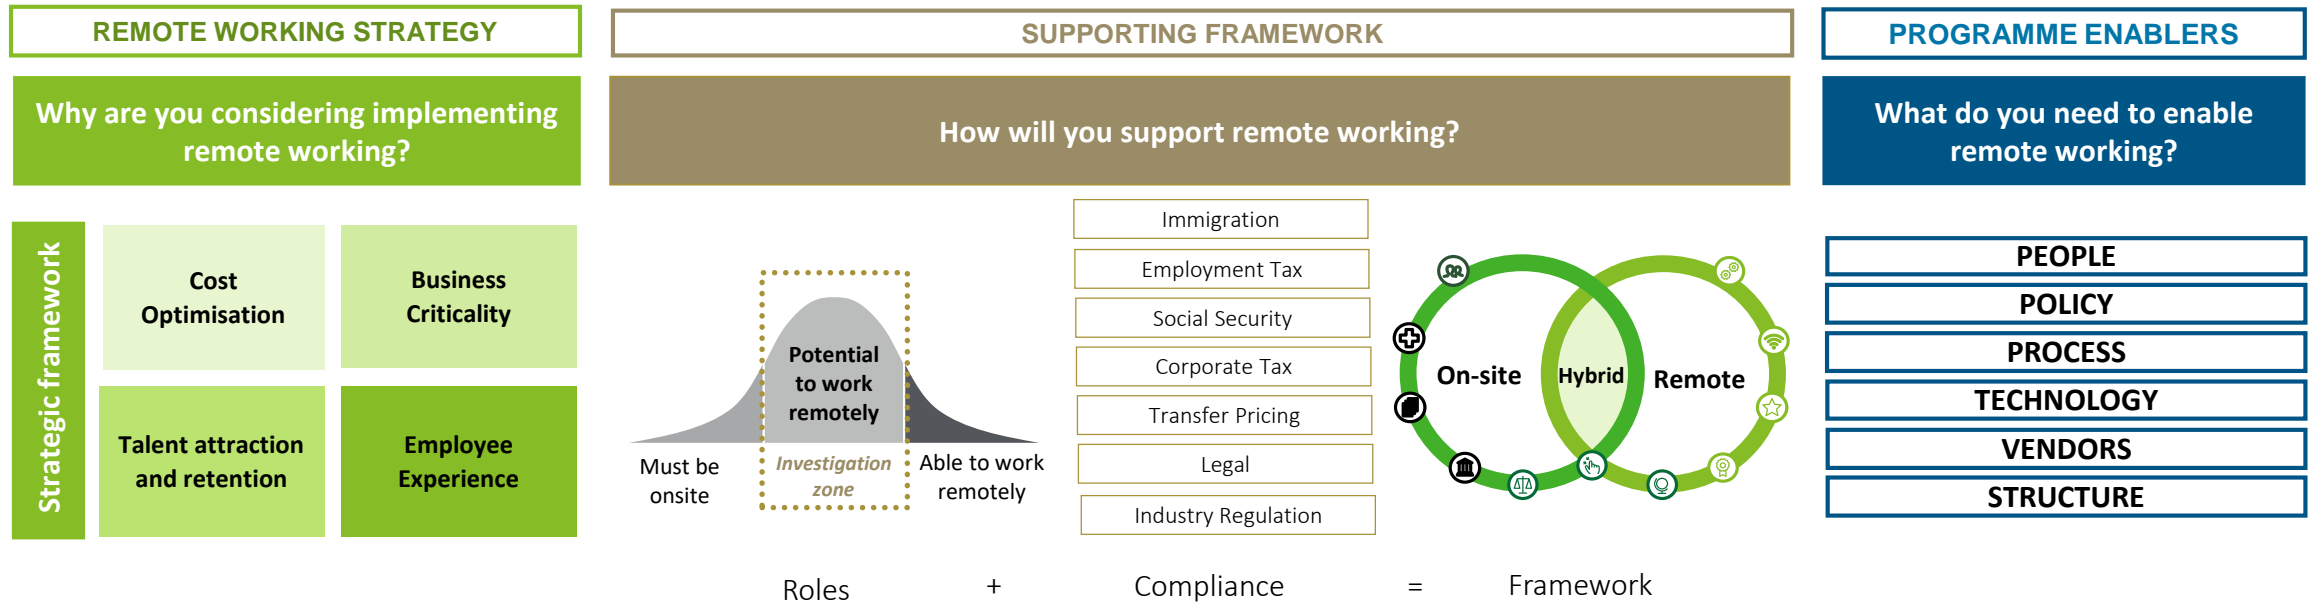 REMOTE WORKING STRATEGY
Why are you considering implementing
remote working?
Strategic framework
Cost
Optimisation
Business
Criticality
Talent attraction
and retention
Employee
Experience
SUPPORTING FRAMEWORK
How will you support remote working?
Potential
to work
remotely
Must be
onsite
Investigation
zone
Able to work
remotely
Immigration
Employment Tax
Social Security
Corporate Tax
Transfer Pricing
Legal
Industry Regulation
On-site
Hybrid
Remote
Roles
+
Compliance
=
Framework
PROGRAMME ENABLERS
What do you need to enable
remote working?
PEOPLE
POLICY
PROCESS
TECHNOLOGY
VENDORS
STRUCTURE